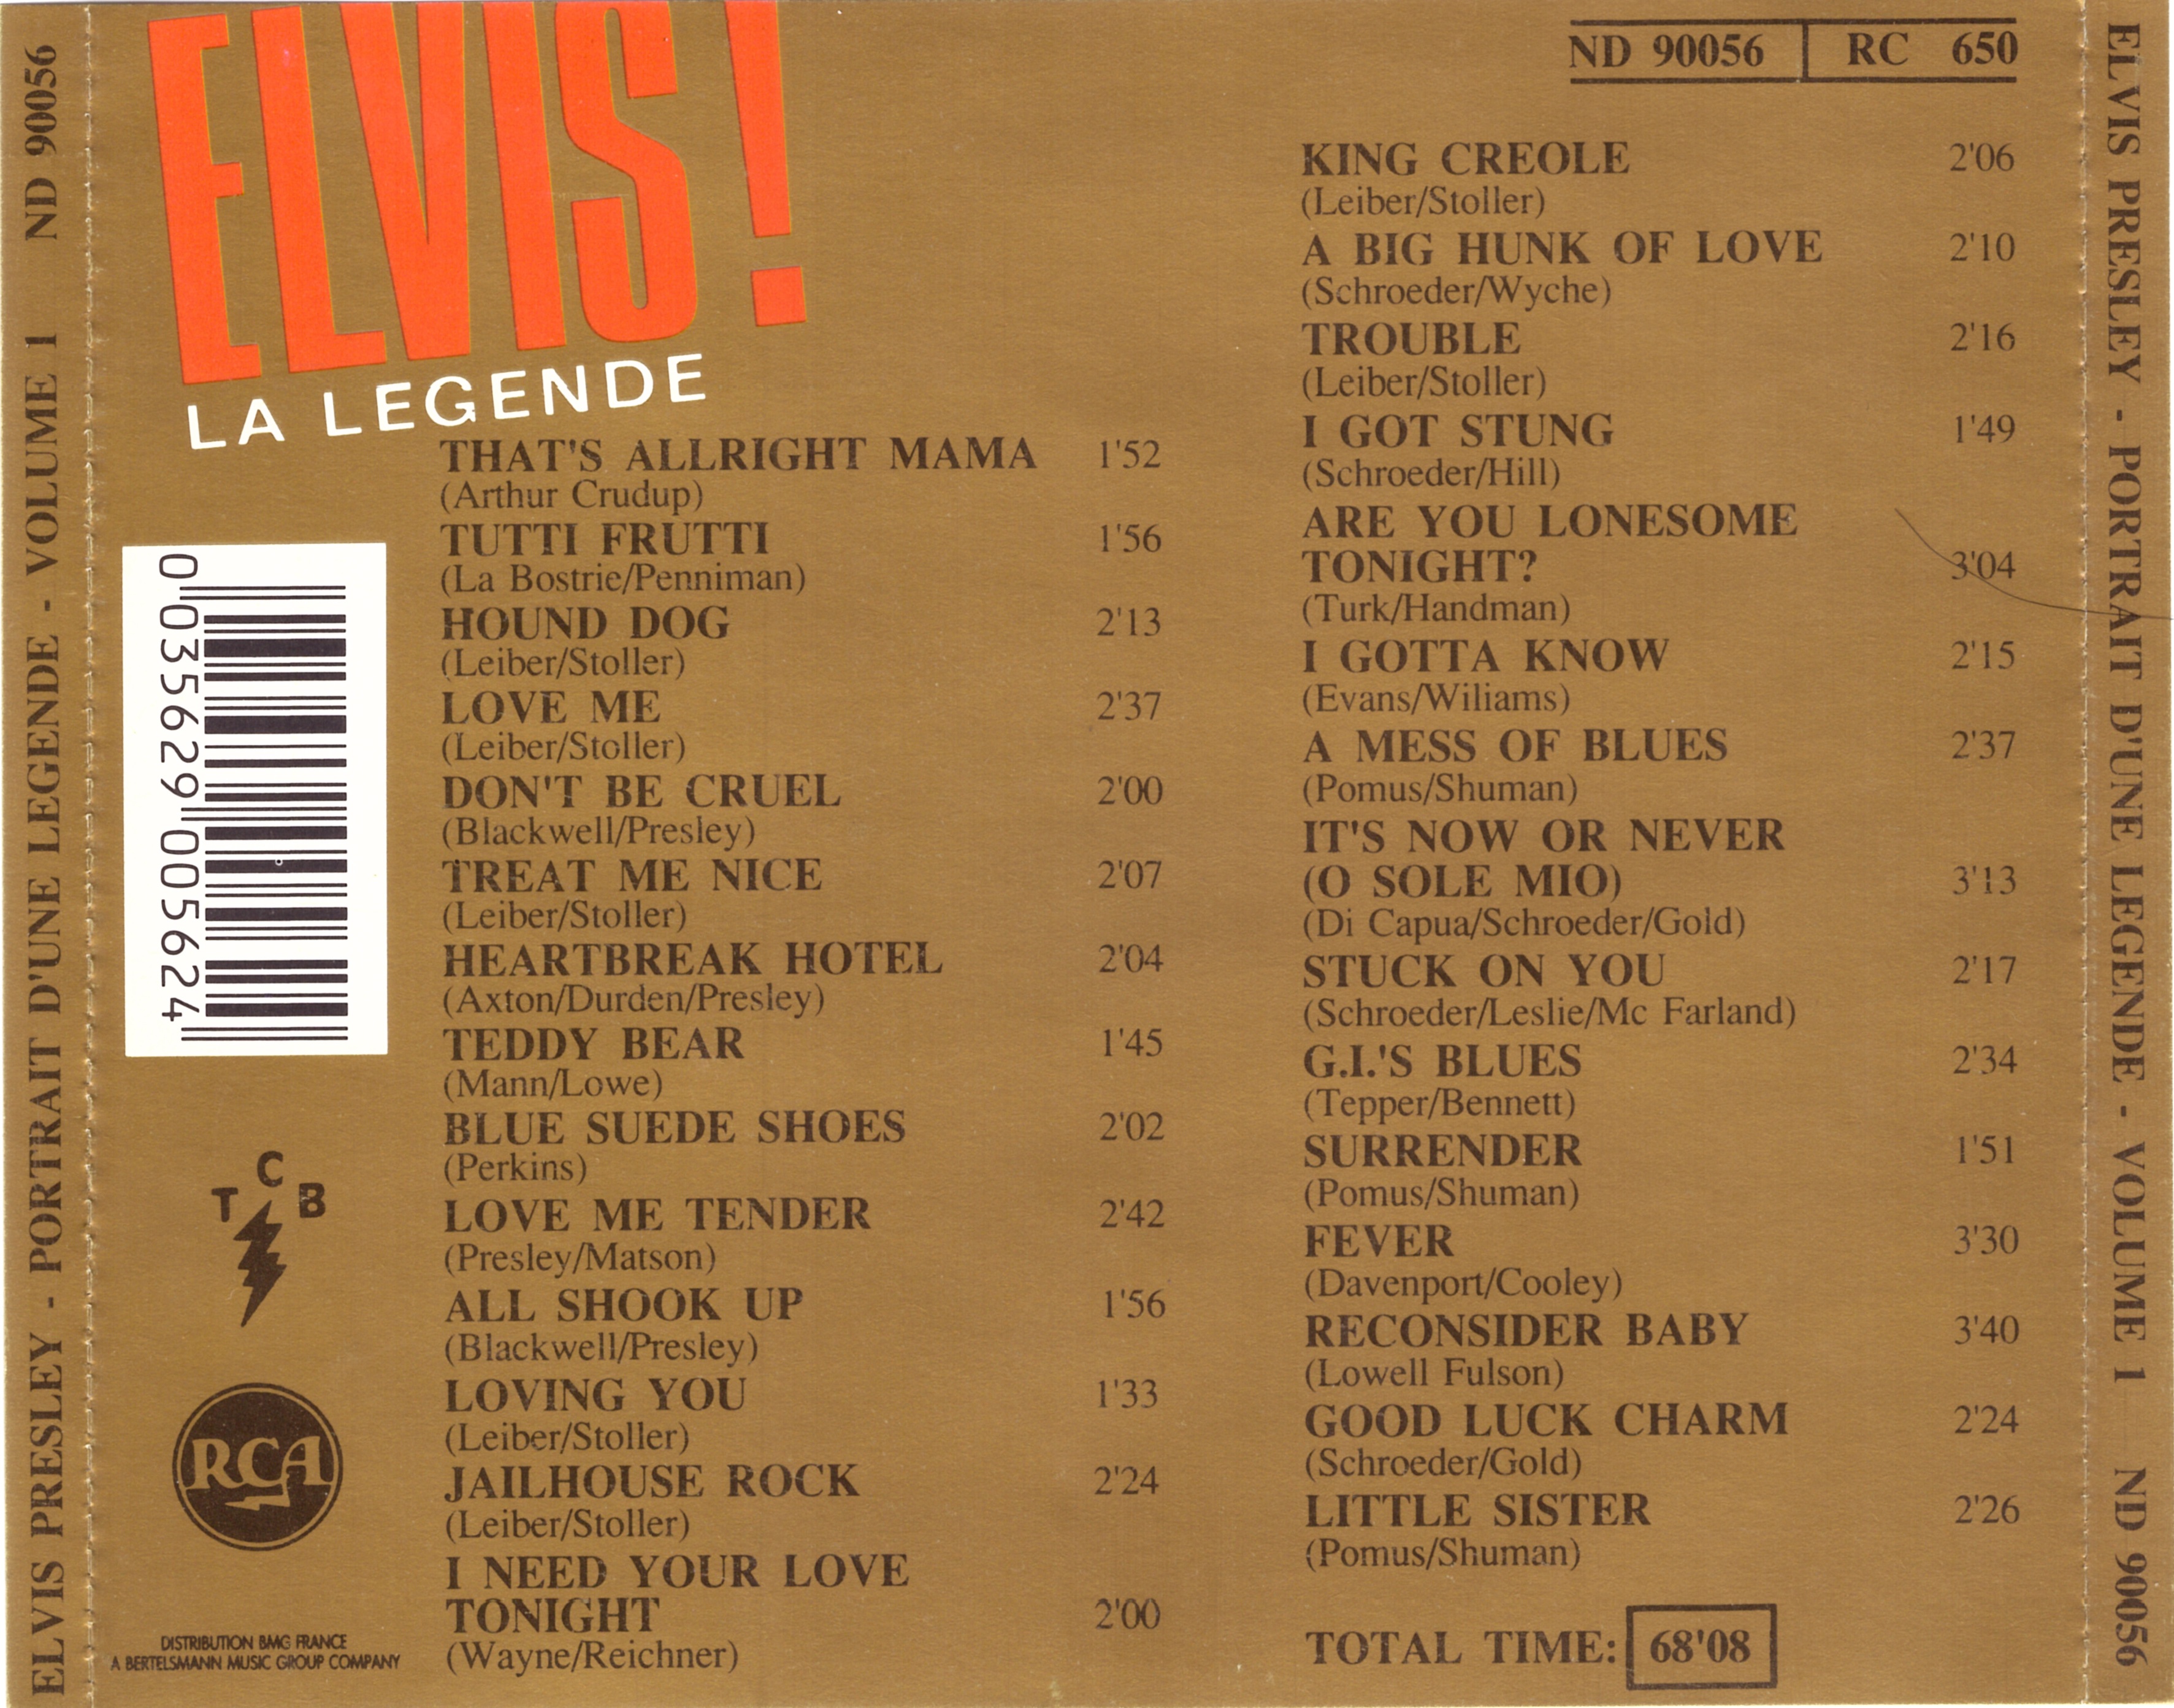 ELVIS!
LA LEGENDE
THAT'S ALLRIGHT MAMA 1'52
(Arthur Crudup)
TUTTI FRUTTI 1'56
(La Bostrie/Penniman)
HOUND DOG 2'13
(Leiber/Stoller)
LOVE ME 2'37
(Leiber/Stoller)
DON'T BE CRUEL 2'00
(Blackwell/Presley)
TREAT ME NICE 2'07
(Leiber/Stoller)
HEARTBREAK HOTEL 2'04
(Axton/Durden/Presley)
TEDDY BEAR 1'45
(Mann/Lowe)
BLUE SUEDE SHOES 2'02
(Perkins)
LOVE ME TENDER 2'42
(Presley/Matson)
ALL SHOOK UP 1'56
(Blackwell/Presley)
LOVING YOU 1'33
(Leiber/Stoller)
JAILHOUSE ROCK 2'24
(Leiber/Stoller)
I NEED YOUR LOVE
TONIGHT 2'00
(Wayne/Reichner)
ND 90056 RC 650
KING CREOLE 2'06
(Leiber/Stoller)
A BIG HUNK OF LOVE 2'10
(Schroeder/Wyche)
TROUBLE 2'16
(Leiber/Stoller)
I GOT STUNG 1'49
(Schroeder/Hill)
ARE YOU LONESOME
TONIGHT? 3'04
(Turk/Handman)
I GOTTA KNOW 2'15
(Evans/Wiliams)
A MESS OF BLUES 2'37
(Pomus/Shuman)
IT'S NOW OR NEVER
(O SOLE MIO) 3'13
(Di Capua/Schroeder/Gold)
STUCK ON YOU 2'17
(Schroeder/Leslie/Mc Farland)
G.I.'S BLUES 2'34
(Tepper/Bennett)
SURRENDER 1'51
(Pomus/Shuman)
FEVER 3'30
(Davenport/Cooley)
RECONSIDER BABY 3'40
(Lowell Fulson)
GOOD LUCK CHARM 2'24
(Schroeder/Gold)
LITTLE SISTER 2'26
(Pomus/Shuman)
TOTAL TIME: 68'08
0 035629 005624
T C B
RCA
DISTRIBUTION BMG FRANCE
A BERTELSMANN MUSIC GROUP COMPANY
ELVIS PRESLEY - PORTRAIT D'UNE LEGENDE - VOLUME 1 ND 90056
ELVIS PRESLEY - PORTRAIT D'UNE LEGENDE - VOLUME 1 ND 90056